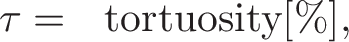 τ = tortuosity[%],